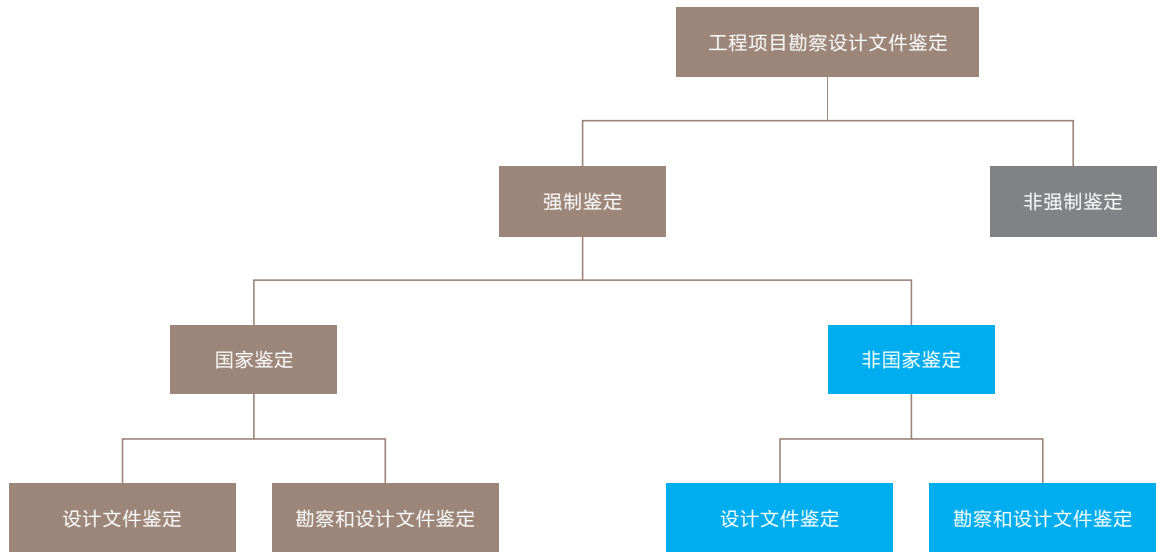 工程项目勘察设计文件鉴定
强制鉴定
非强制鉴定
国家鉴定
非国家鉴定
设计文件鉴定
勘察和设计文件鉴定
设计文件鉴定
勘察和设计文件鉴定